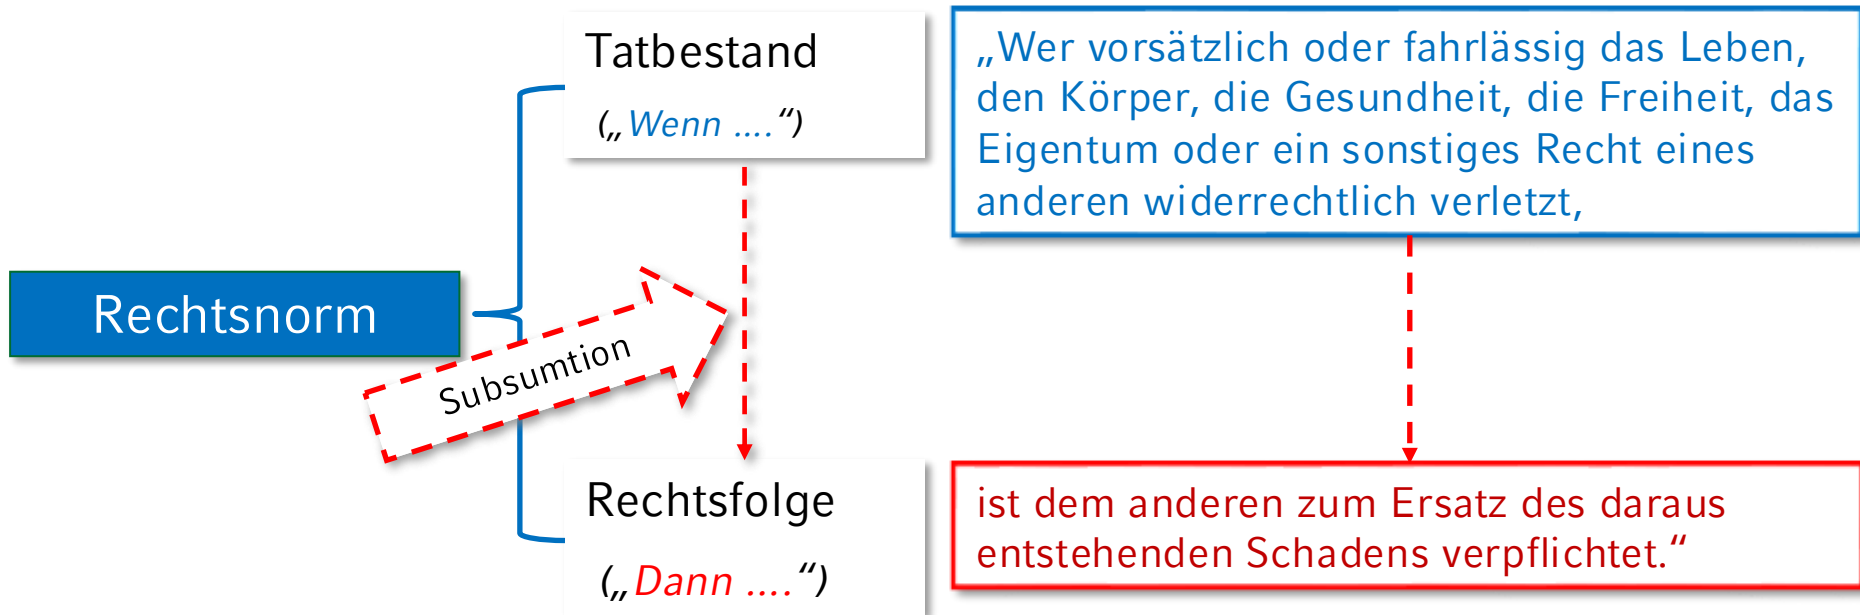 Tatbestand
(„Wenn ....“)
„Wer vorsätzlich oder fahrlässig das Leben,
den Körper, die Gesundheit, die Freiheit, das
Eigentum oder ein sonstiges Recht eines
anderen widerrechtlich verletzt,
Rechtsnorm
Subsumtion
Rechtsfolge
(„Dann ....“)
ist dem anderen zum Ersatz des daraus
entstehenden Schadens verpflichtet.“